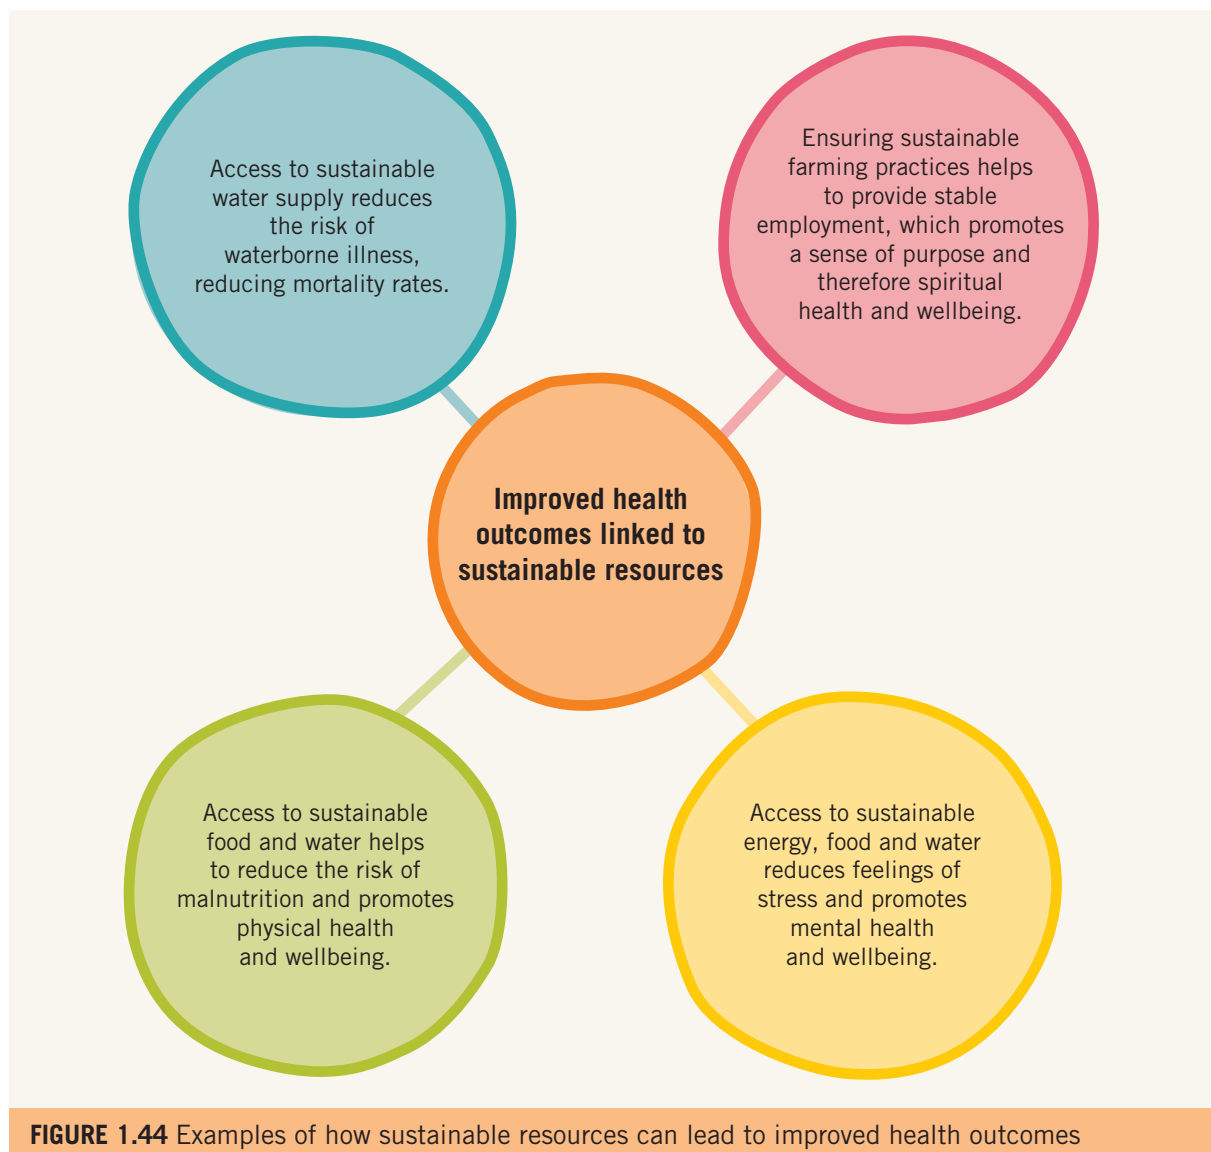 Access to sustainable
water supply reduces
the risk of
waterborne illness,
reducing mortality rates.
Ensuring sustainable
farming practices helps
to provide stable
employment, which promotes
a sense of purpose and
therefore spiritual
health and wellbeing.
Improved health
outcomes linked to
sustainable resources
Access to sustainable
food and water helps
to reduce the risk of
malnutrition and promotes
physical health
and wellbeing.
Access to sustainable
energy, food and water
reduces feelings of
stress and promotes
mental health
and wellbeing.
FIGURE 1.44 Examples of how sustainable resources can lead to improved health outcomes